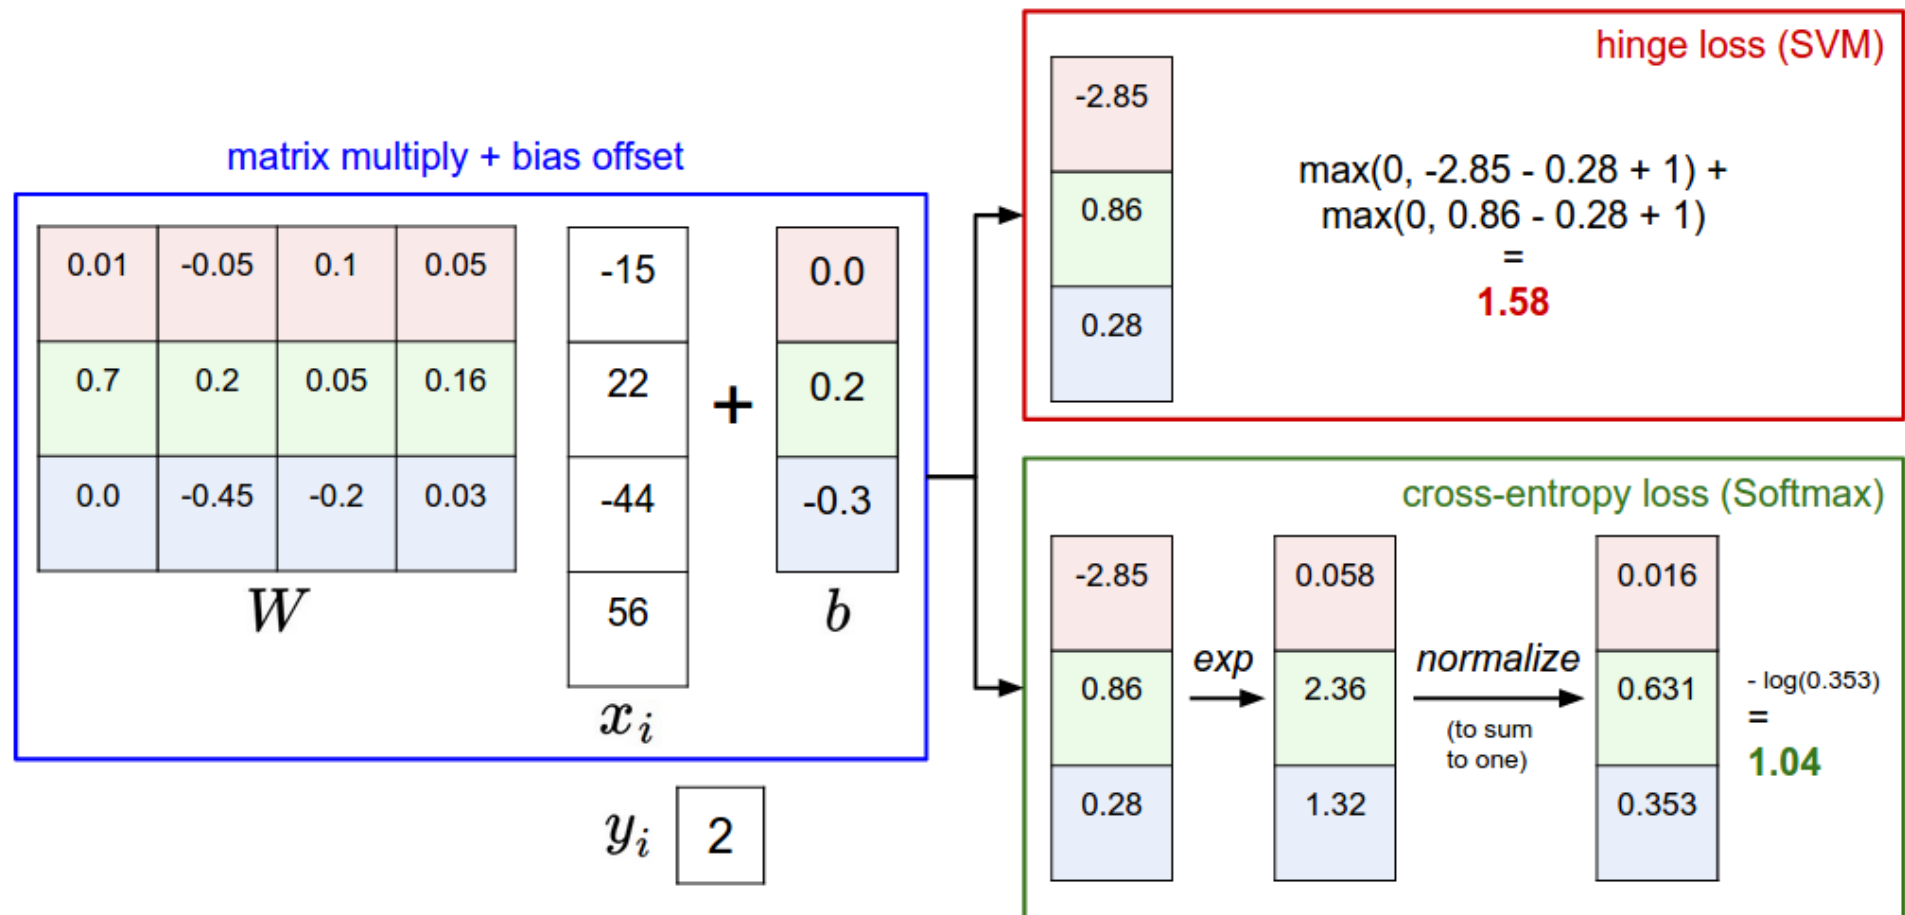 matrix multiply + bias offset
0.01 -0.05 0.1 0.05
0.7 0.2 0.05 0.16
0.0 -0.45 -0.2 0.03
W
-15
22
-44
56
x_i
+
0.0
0.2
-0.3
b
y_i 2
hinge loss (SVM)
-2.85
0.86
0.28
max(0, -2.85 - 0.28 + 1) +
max(0, 0.86 - 0.28 + 1)
=
1.58
cross-entropy loss (Softmax)
-2.85
0.86
0.28
exp
0.058
2.36
1.32
normalize
(to sum
to one)
0.016
0.631
0.353
- log(0.353)
=
1.04